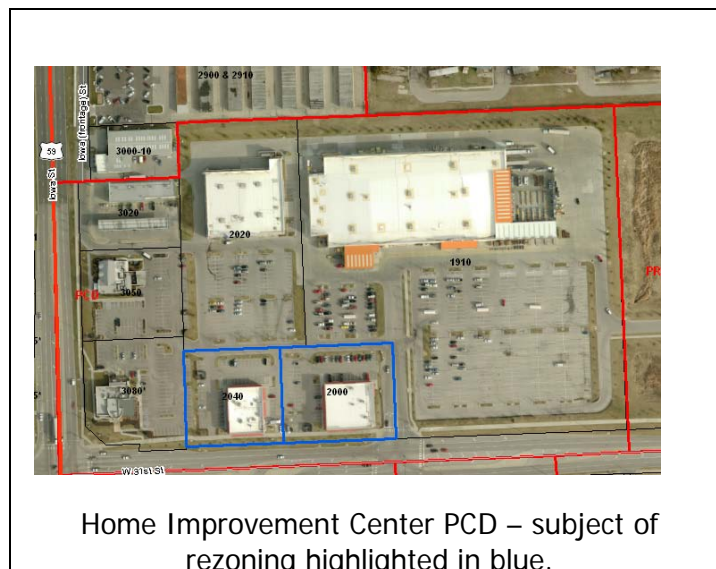 2900 & 2910
Iowa (frontage) St
59
Iowa St
3000-10
3020
2020
3050
PCD
1910
PR
3080
2040
2000
W 31st St
Home Improvement Center PCD – subject of
rezoning highlighted in blue.